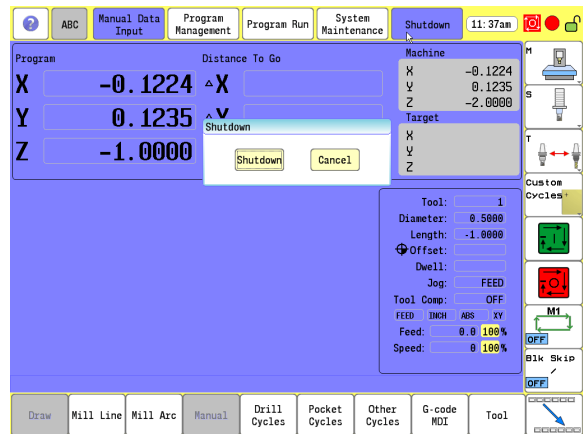 ? ABC Manual Data Input Program Management Program Run System Maintenance Shutdown 11:37am
Program Distance To Go Machine
X -0.1224 △X
Y 0.1235 △Y
Z -1.0000
X -0.1224
Y 0.1235
Z -2.0000
Target
X
Y
Z
Shutdown
Shutdown Cancel
Tool: 1
Diameter: 0.5000
Length: -1.0000
Offset:
Dwell:
Jog: FEED
Tool Comp: OFF
FEED INCH ABS XY
Feed: 0.0 100%
Speed: 0 100%
M
S
T
Custom
Cycles+
M1
OFF
Blk Skip
/
OFF
Draw Mill Line Mill Arc Manual Drill Cycles Pocket Cycles Other Cycles G-code MDI Tool